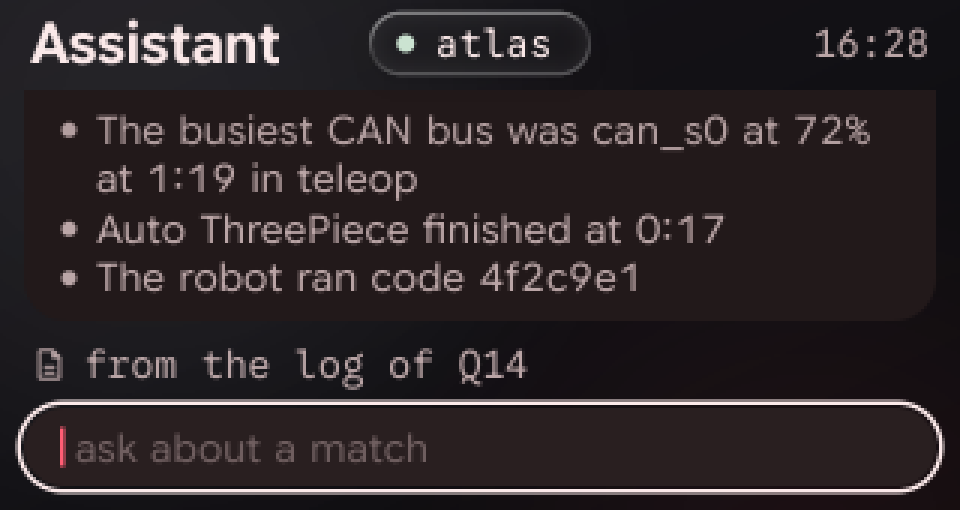 Assistant
atlas
16:28
• The busiest CAN bus was can_s0 at 72%
at 1:19 in teleop
• Auto ThreePiece finished at 0:17
• The robot ran code 4f2c9e1
from the log of Q14
ask about a match